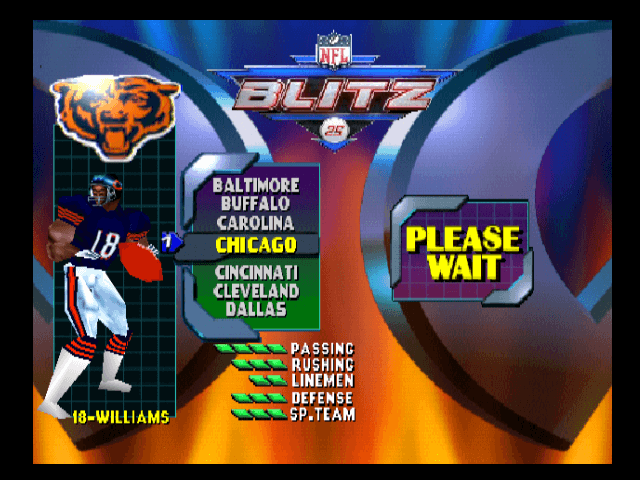 NFL
BLITZ
25
BALTIMORE
BUFFALO
CAROLINA
1
CHICAGO
CINCINNATI
CLEVELAND
DALLAS
PLEASE
WAIT
18
PASSING
RUSHING
LINEMEN
DEFENSE
SP.TEAM
18-WILLIAMS